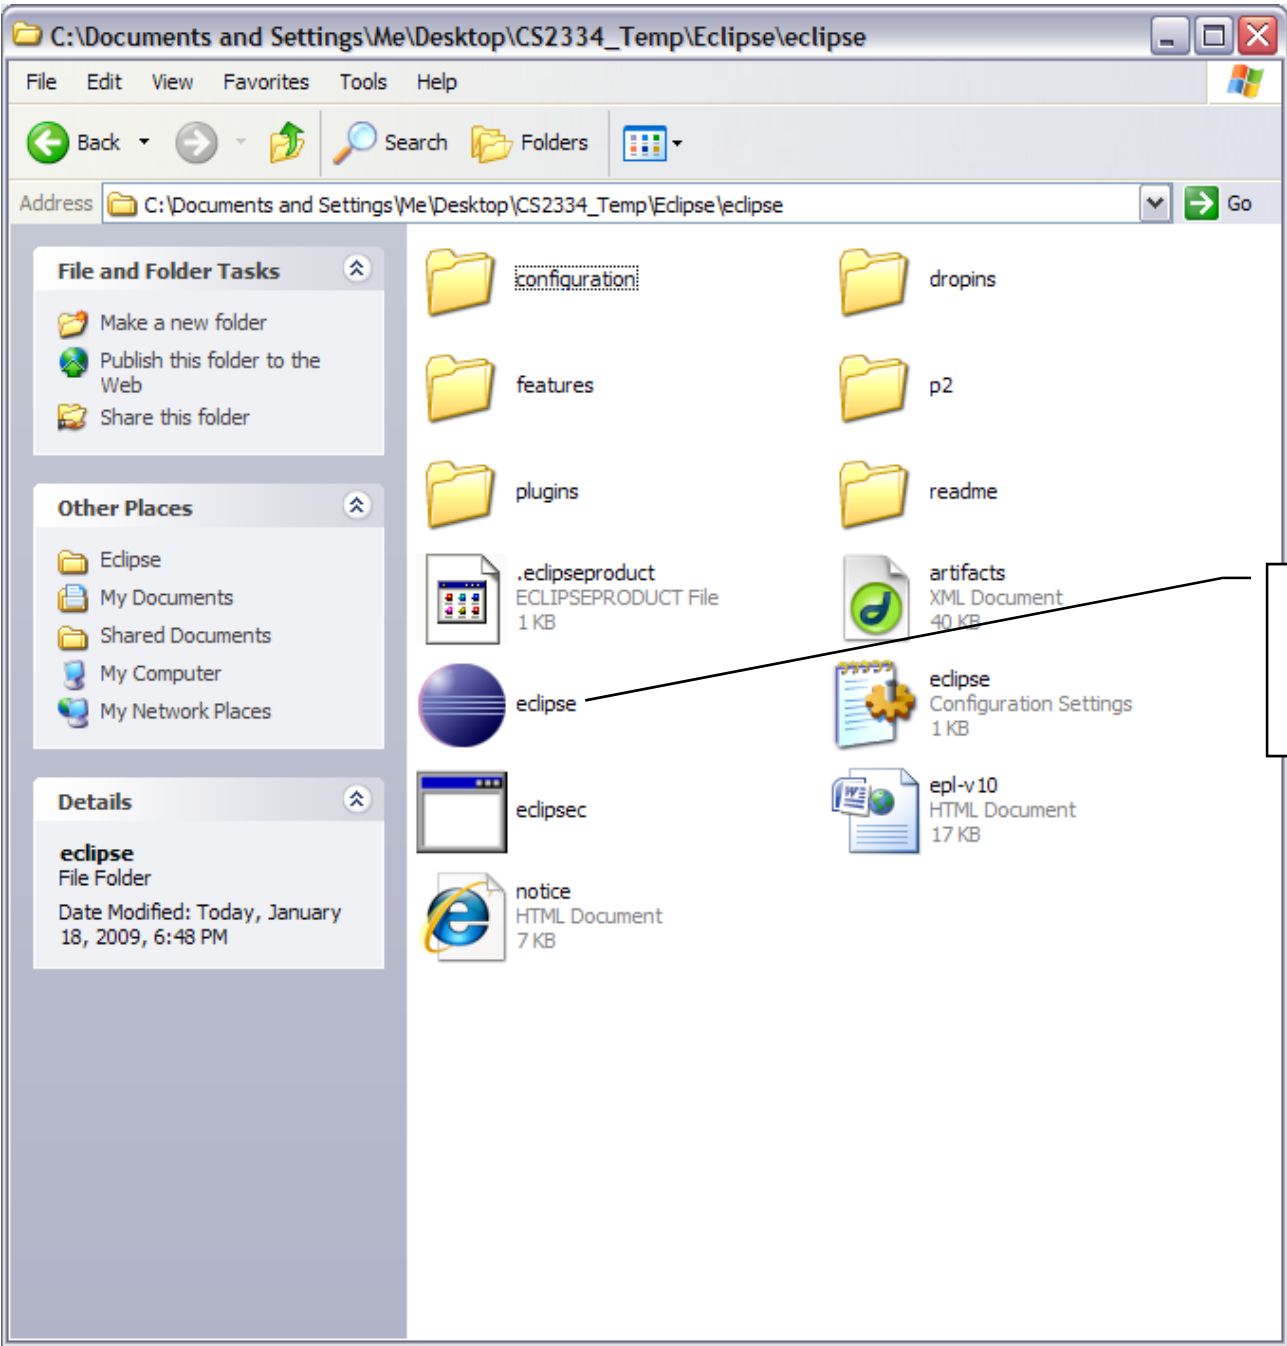 C:\Documents and Settings\Me\Desktop\CS2334_Temp\Eclipse\eclipse
File Edit View Favorites Tools Help
Back Search Folders
Address C:\Documents and Settings\Me\Desktop\CS2334_Temp\Eclipse\eclipse Go
File and Folder Tasks
Make a new folder
Publish this folder to the
Web
Share this folder
Other Places
Eclipse
My Documents
Shared Documents
My Computer
My Network Places
Details
eclipse
File Folder
Date Modified: Today, January
18, 2009, 6:48 PM
configuration
dropins
features
p2
plugins
readme
.eclipseproduct
ECLIPSEPRODUCT File
1 KB
artifacts
XML Document
40 KB
eclipse
eclipse
Configuration Settings
1 KB
eclipsec
epl-v10
HTML Document
17 KB
notice
HTML Document
7 KB